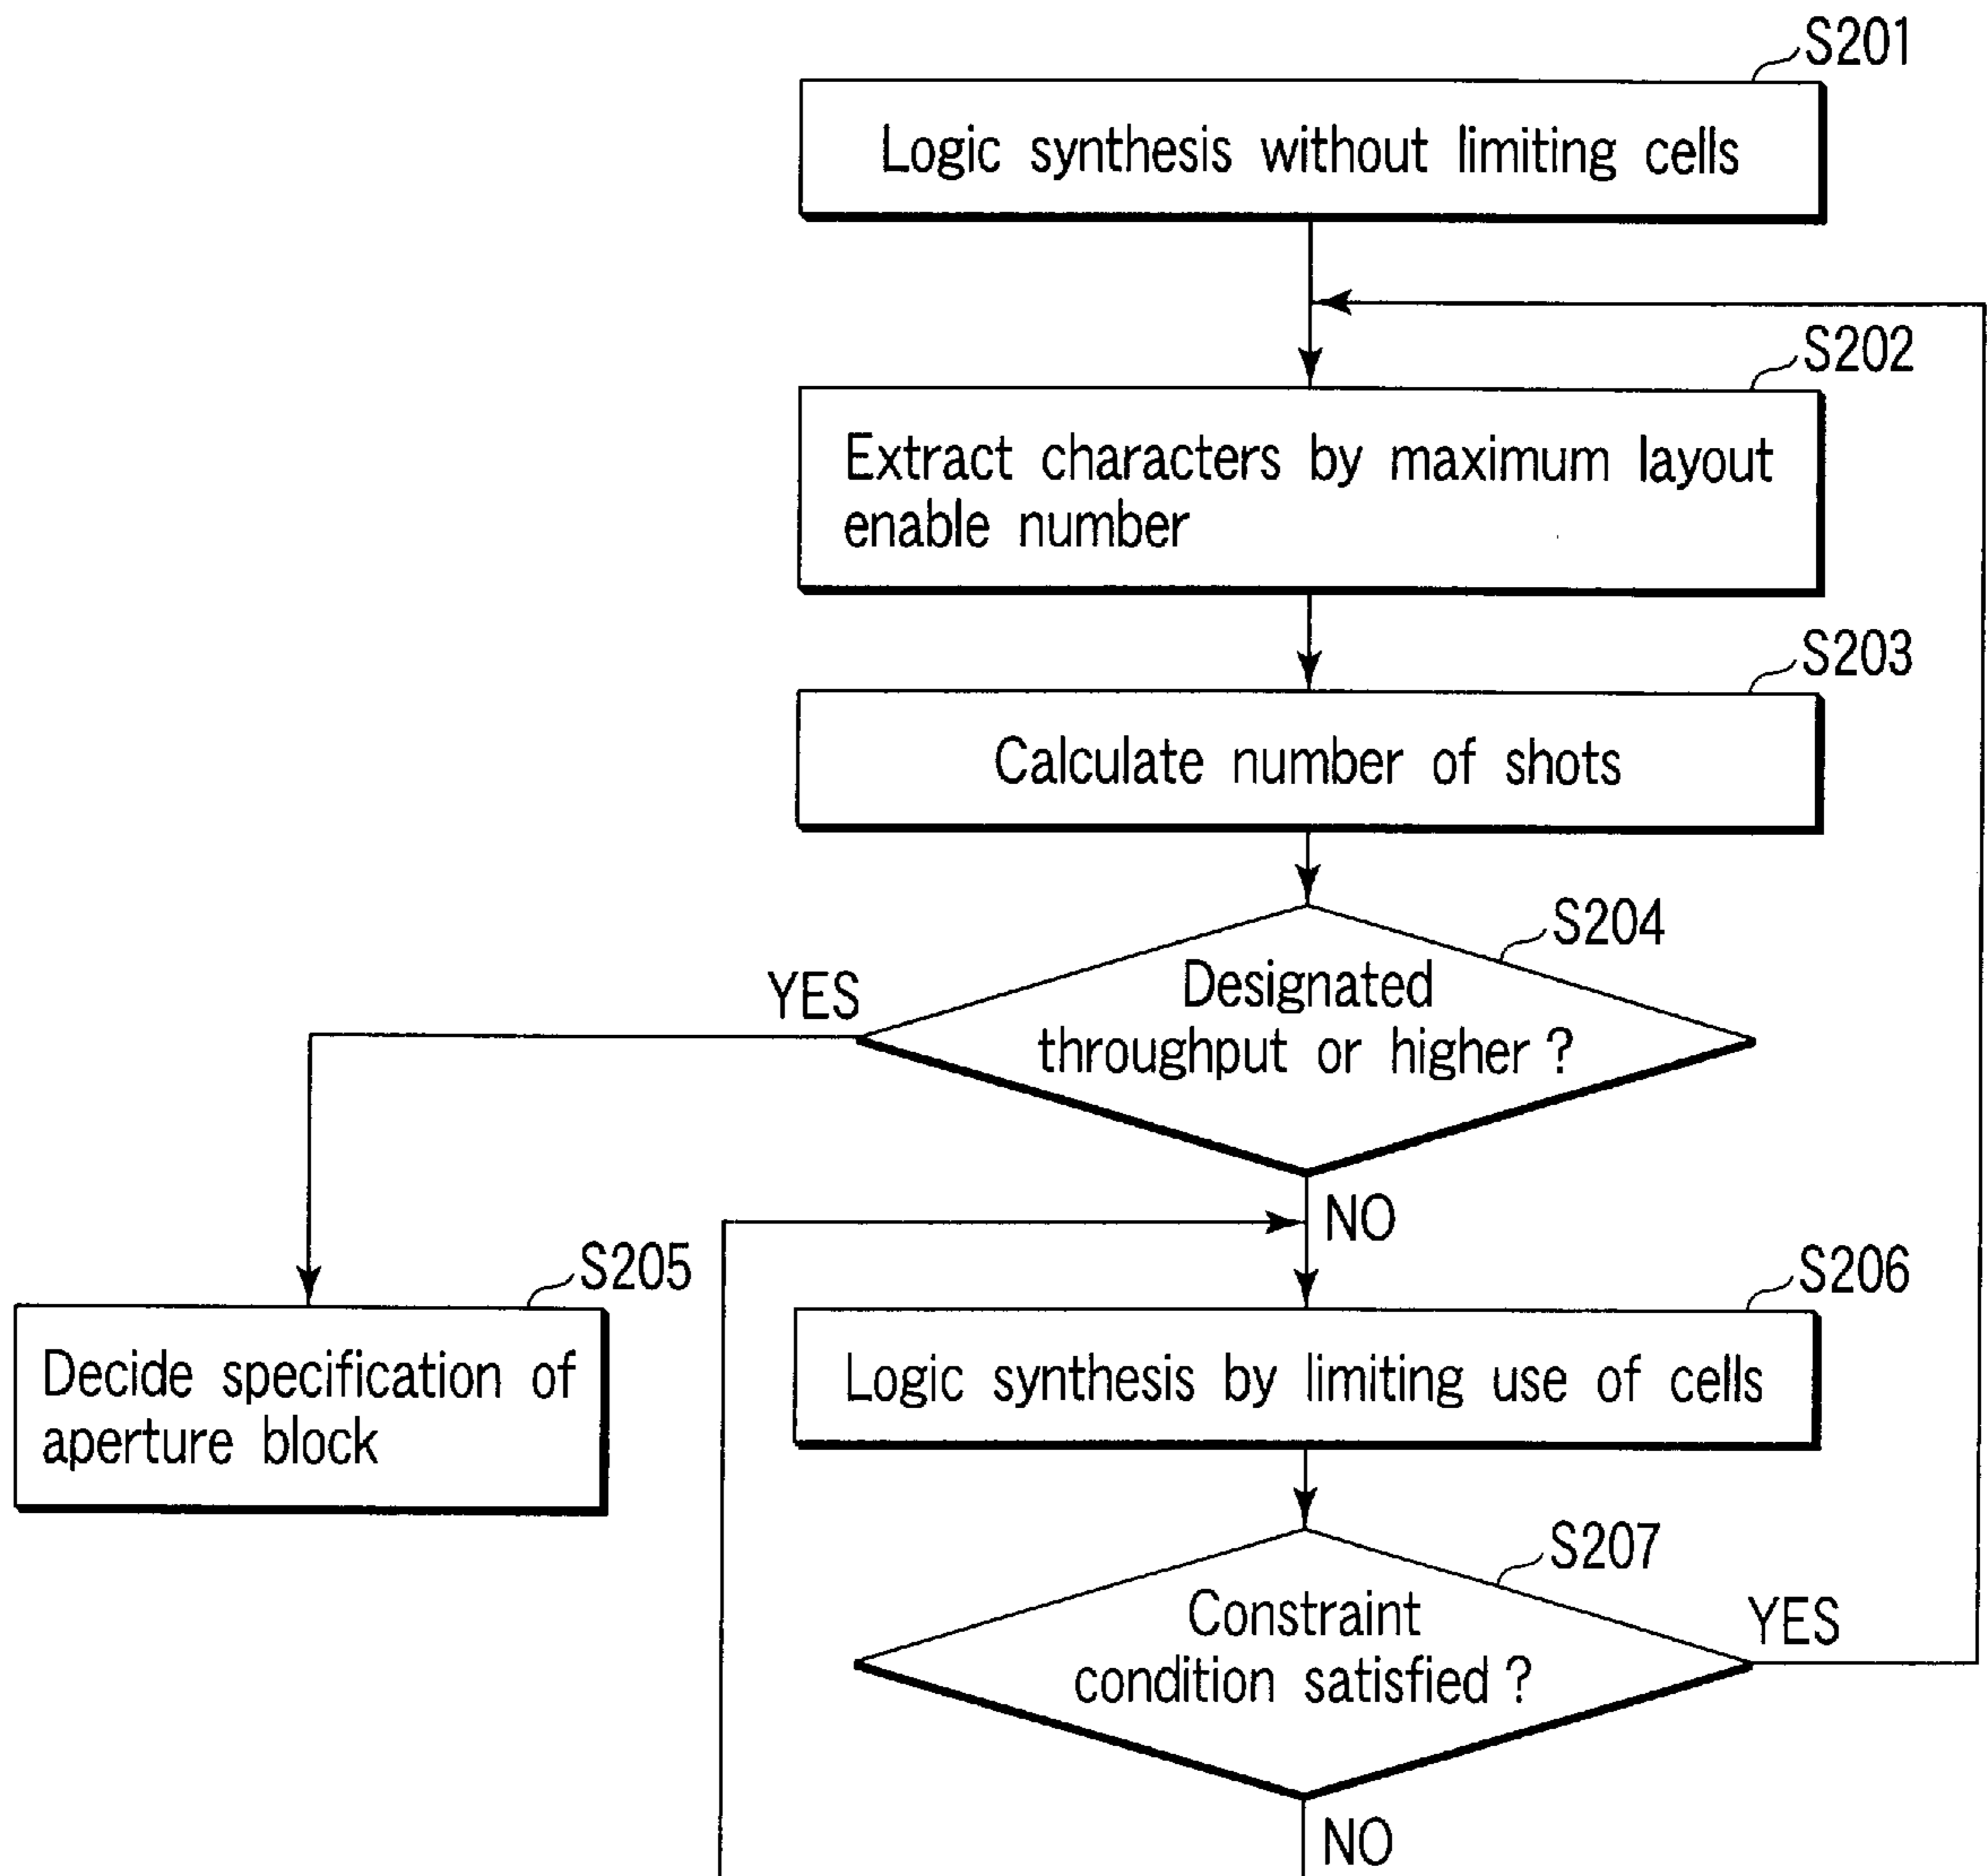 S201
Logic synthesis without limiting cells
S202
Extract characters by maximum layout
enable number
S203
Calculate number of shots
S204
Designated
throughput or higher ?
YES
NO
S205
Decide specification of
aperture block
S206
Logic synthesis by limiting use of cells
S207
Constraint
condition satisfied ?
YES
NO